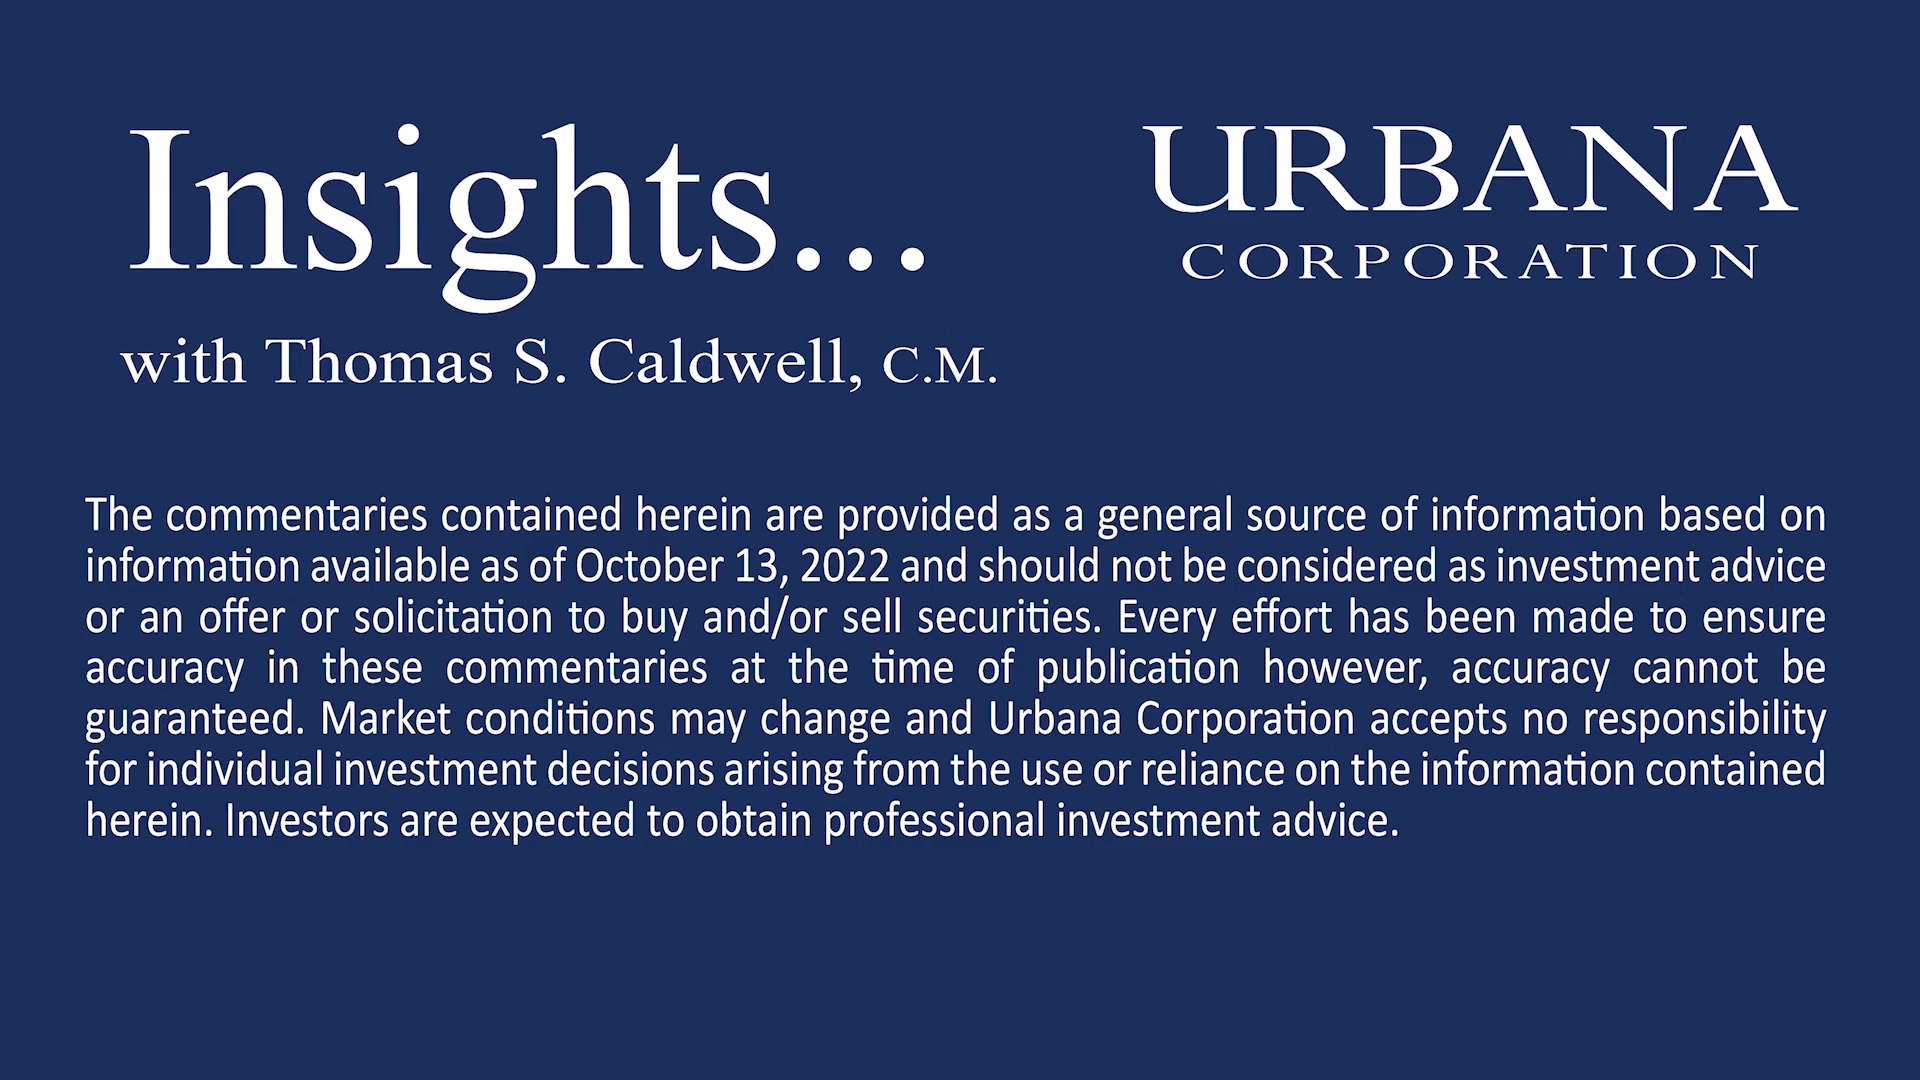 Insights...
URBANA
CORPORATION
with Thomas S. Caldwell, C.M.
The commentaries contained herein are provided as a general source of information based on
information available as of October 13, 2022 and should not be considered as investment advice
or an offer or solicitation to buy and/or sell securities. Every effort has been made to ensure
accuracy in these commentaries at the time of publication however, accuracy cannot be
guaranteed. Market conditions may change and Urbana Corporation accepts no responsibility
for individual investment decisions arising from the use or reliance on the information contained
herein. Investors are expected to obtain professional investment advice.